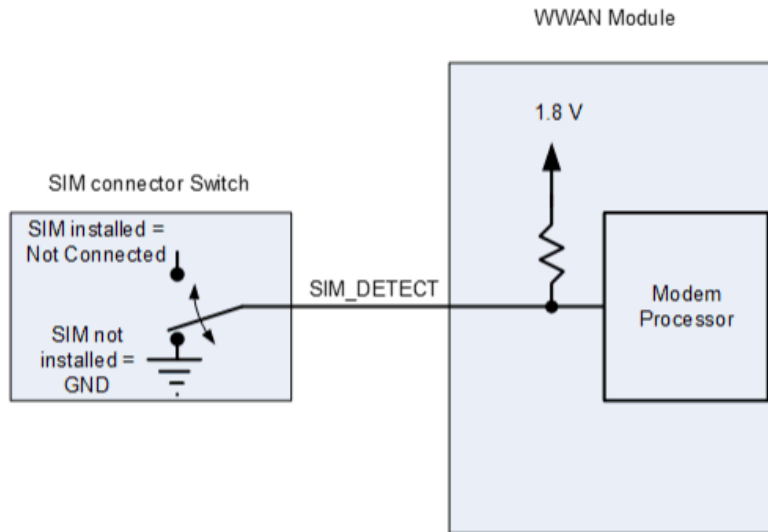 WWAN Module
1.8 V
SIM connector Switch
SIM installed =
Not Connected
SIM_DETECT
Modem
Processor
SIM not
installed =
GND